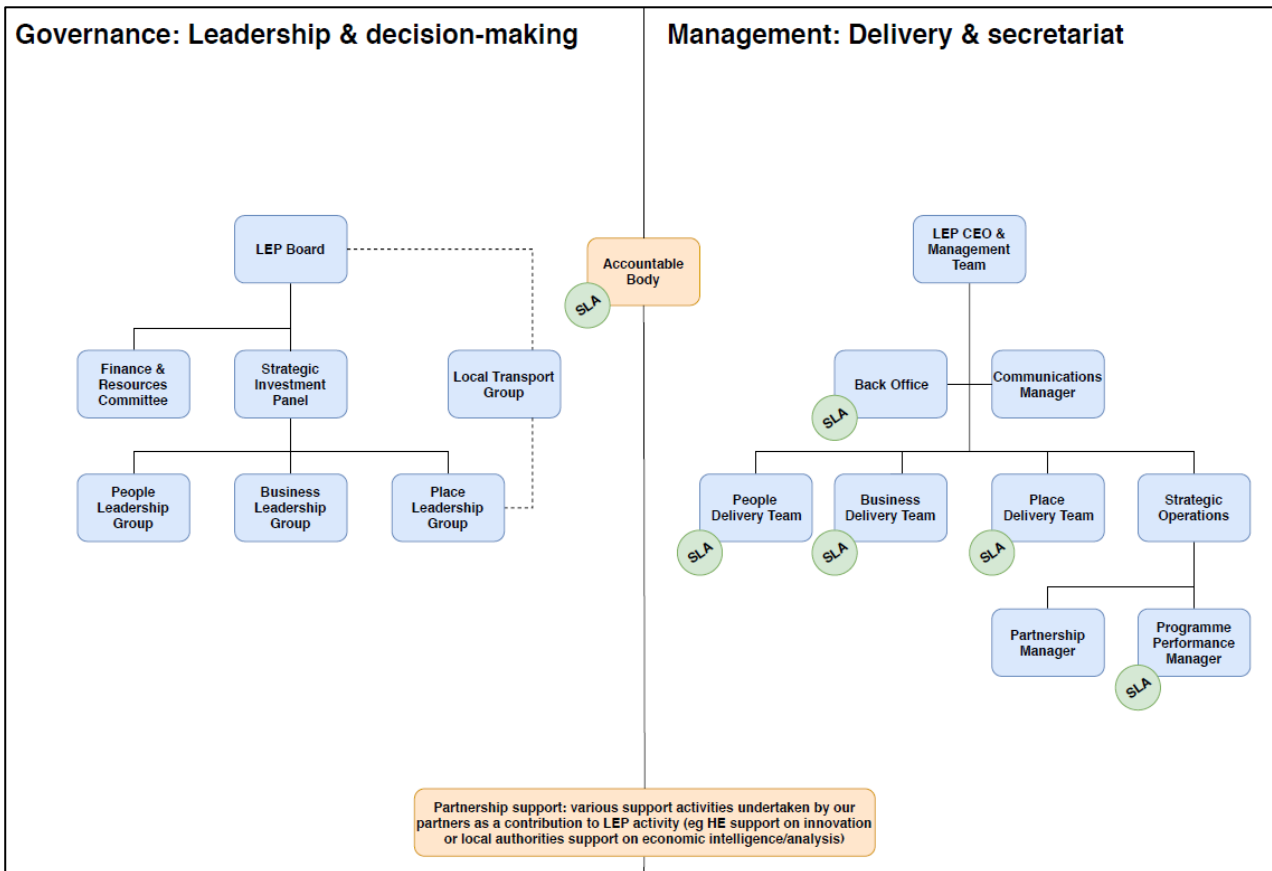 Governance: Leadership & decision-making
Management: Delivery & secretariat
LEP Board
Accountable
Body
SLA
LEP CEO &
Management
Team
Finance &
Resources
Committee
Strategic
Investment
Panel
Local Transport
Group
Back Office
SLA
Communications
Manager
People
Leadership
Group
Business
Leadership
Group
Place
Leadership
Group
People
Delivery Team
SLA
Business
Delivery Team
SLA
Place
Delivery Team
SLA
Strategic
Operations
Partnership
Manager
Programme
Performance
Manager
SLA
Partnership support: various support activities undertaken by our
partners as a contribution to LEP activity (eg HE support on innovation
or local authorities support on economic intelligence/analysis)